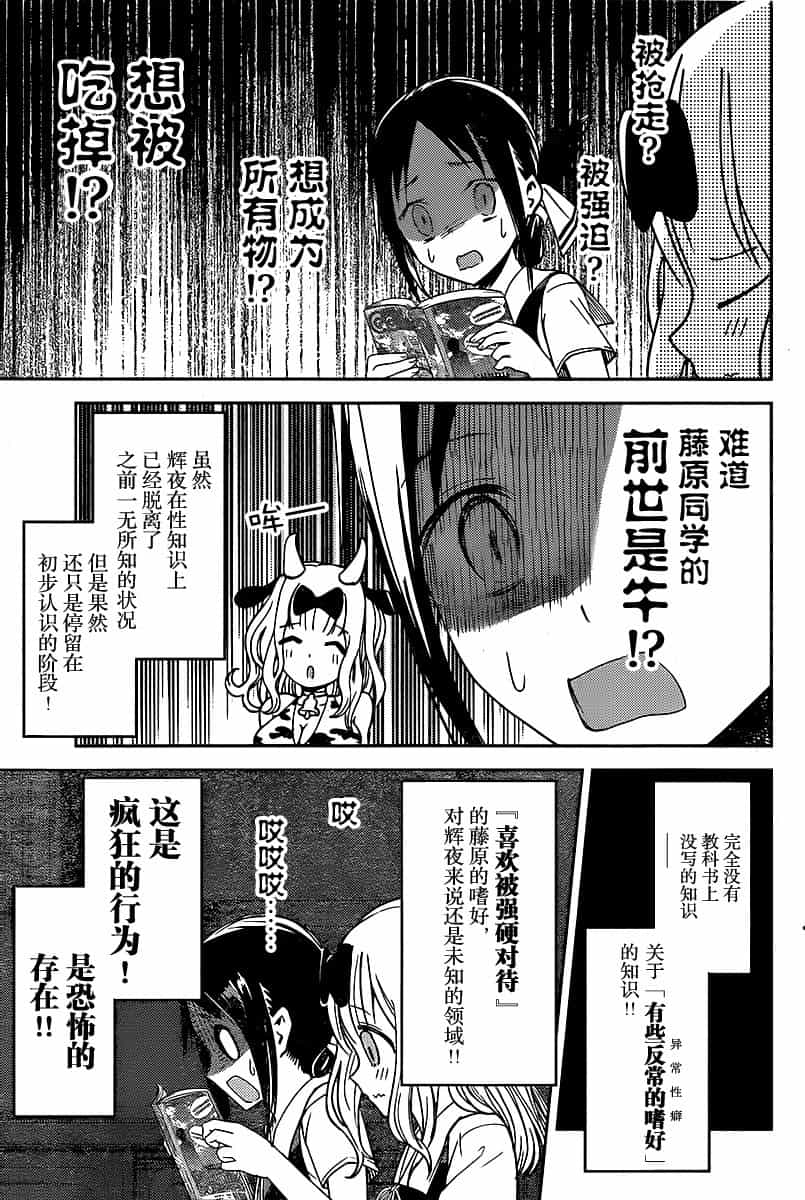 被抢走？
被强迫？
想成为
所有物!?
想被
吃掉!?
难道
藤原同学的
前世是牛!?
哞——
虽然
辉夜在性知识上
已经脱离了
之前一无所知的状况
但是果然
还只是停留在
初步认识的阶段！
完全没有
教科书上
没写的知识
——
关于「有些反常的嗜好」
异常性癖
的知识!!
『喜欢被强硬对待』
的藤原的嗜好，
对辉夜来说还是未知的领域!!
哎
哎哎哎……
这是
疯狂的行为！
是恐怖的
存在!!